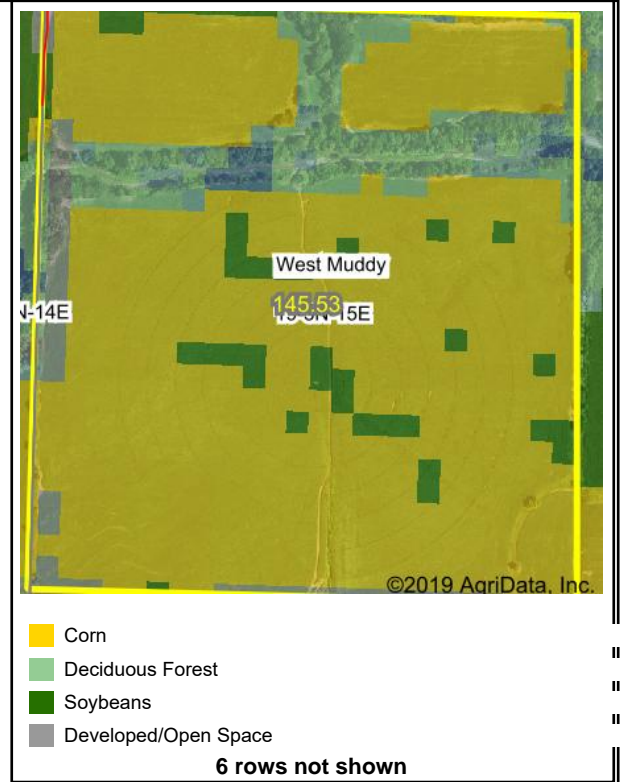 West Muddy
145.53
N-14E
15E
©2019 AgriData, Inc.
Corn
Deciduous Forest
Soybeans
Developed/Open Space
6 rows not shown